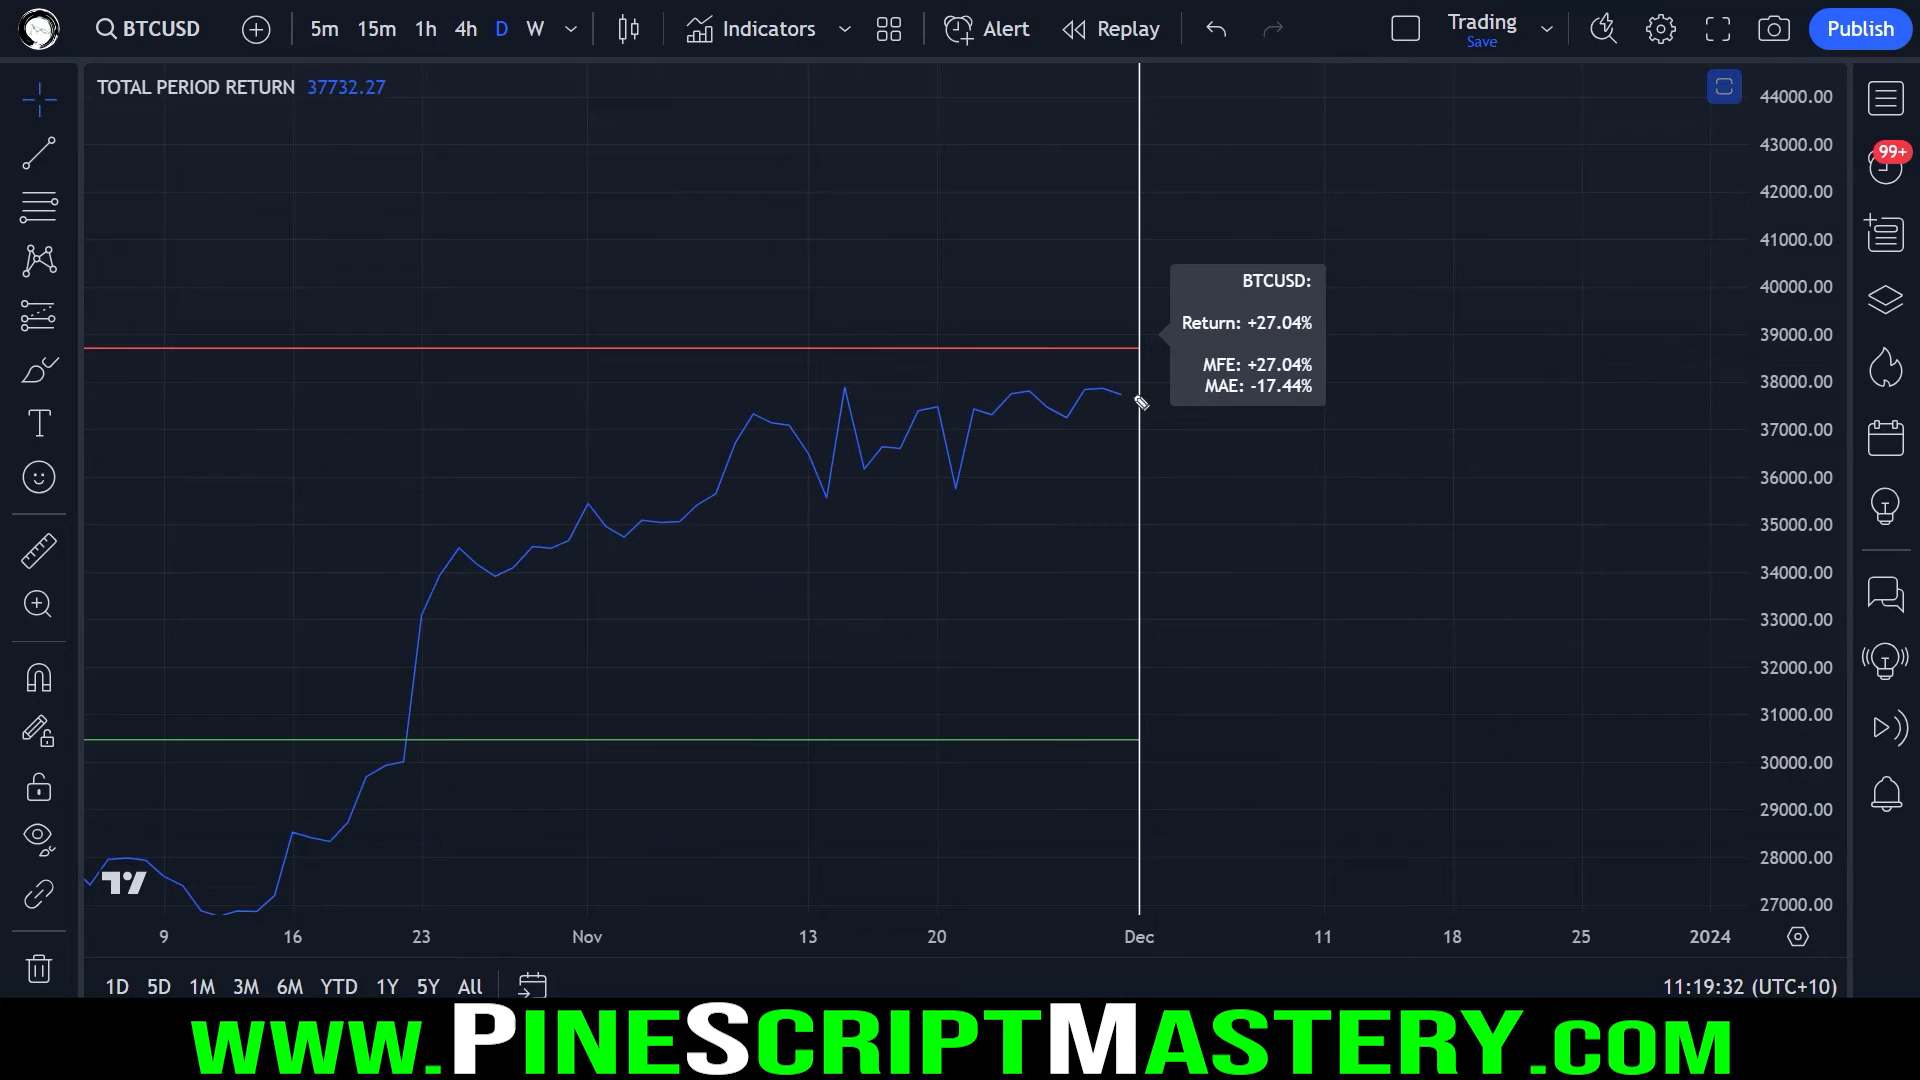 BTCUSD 5m 15m 1h 4h D W Indicators Alert Replay Trading Publish
Save
TOTAL PERIOD RETURN 37732.27
44000.00
43000.00
99+
42000.00
41000.00
40000.00
39000.00
38000.00
37000.00
36000.00
35000.00
34000.00
33000.00
32000.00
31000.00
30000.00
29000.00
28000.00
27000.00
BTCUSD:
Return: +27.04%
MFE: +27.04%
MAE: -17.44%
9 16 23 Nov 13 20 Dec 11 18 25 2024
1D 5D 1M 3M 6M YTD 1Y 5Y All 11:19:32 (UTC+10)
www.PineScriptMastery.com